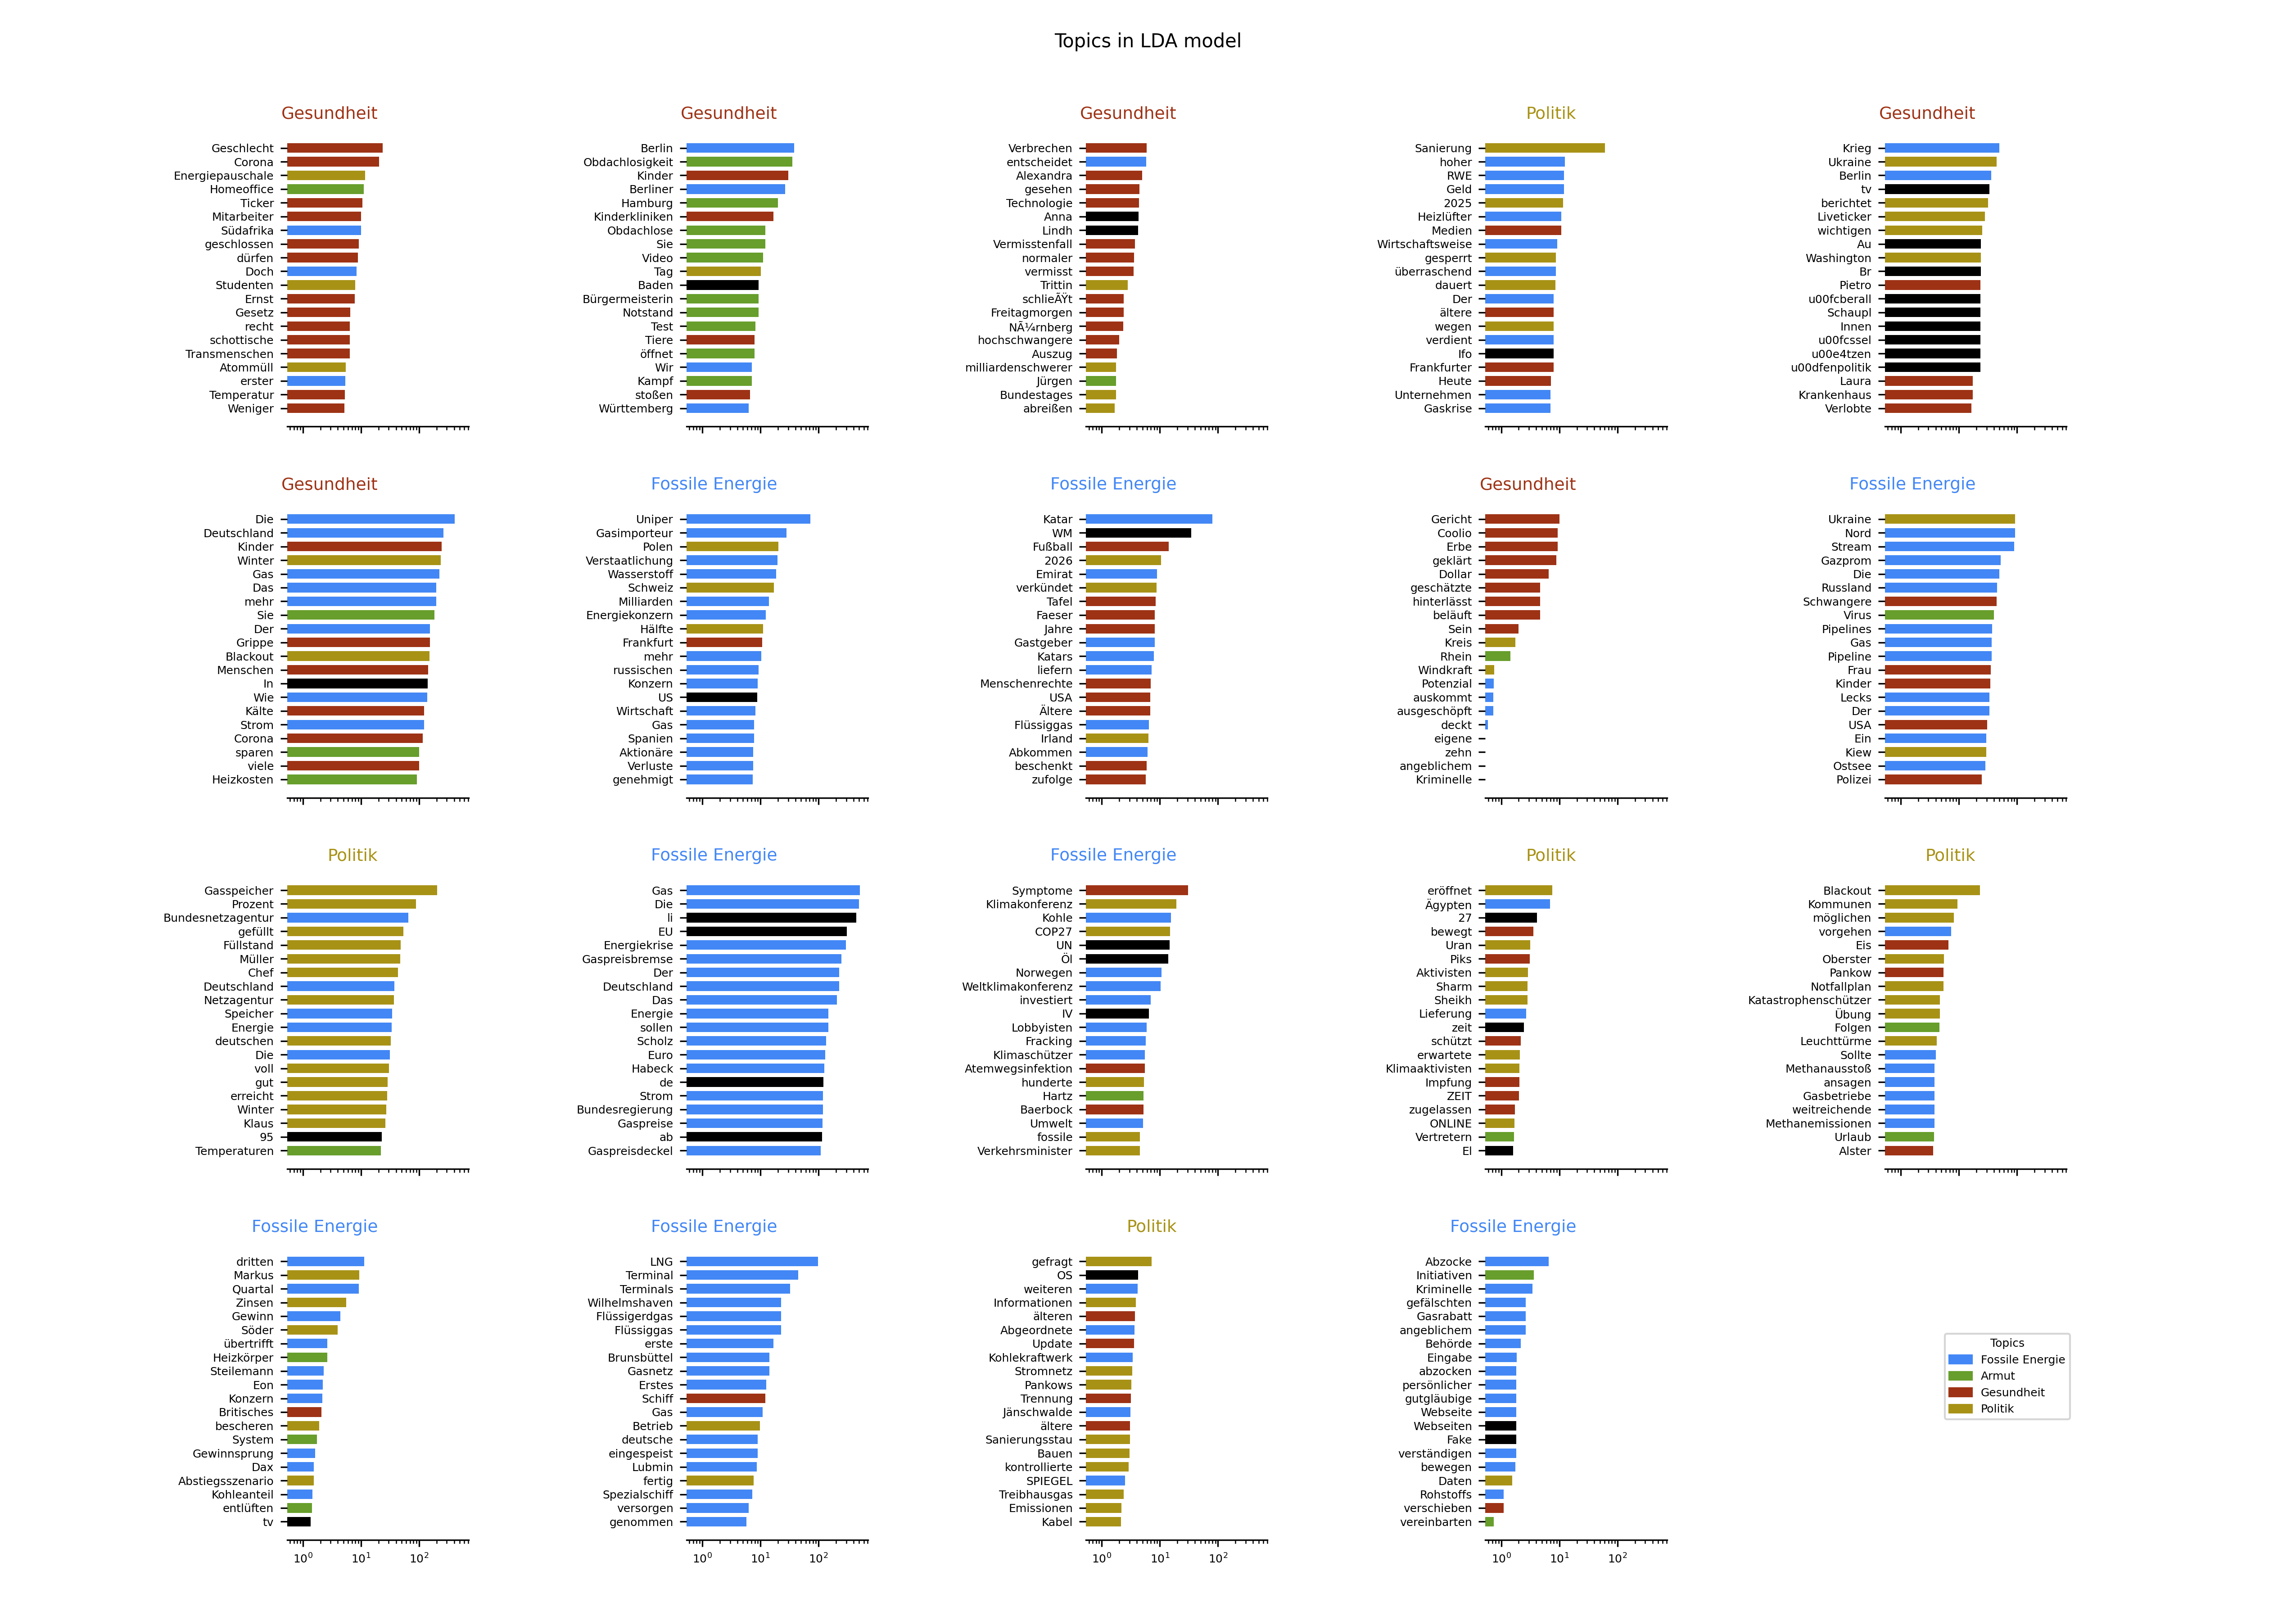 Topics in LDA model
Gesundheit
Geschlecht
Corona
Energiepauschale
Homeoffice
Ticker
Mitarbeiter
Südafrika
geschlossen
dürfen
Doch
Studenten
Ernst
Gesetz
recht
schottische
Transmenschen
Atommüll
erster
Temperatur
Weniger
Gesundheit
Berlin
Obdachlosigkeit
Kinder
Berliner
Hamburg
Kinderkliniken
Obdachlose
Sie
Video
Tag
Baden
Bürgermeisterin
Notstand
Test
Tiere
öffnet
Wir
Kampf
stoßen
Württemberg
Gesundheit
Verbrechen
entscheidet
Alexandra
gesehen
Technologie
Anna
Lindh
Vermisstenfall
normaler
vermisst
Trittin
schlieÃŸt
Freitagmorgen
NÃ¼rnberg
hochschwangere
Auszug
milliardenschwerer
Jürgen
Bundestages
abreißen
Politik
Sanierung
hoher
RWE
Geld
2025
Heizlüfter
Medien
Wirtschaftsweise
gesperrt
überraschend
dauert
Der
ältere
wegen
verdient
Ifo
Frankfurter
Heute
Unternehmen
Gaskrise
Gesundheit
Krieg
Ukraine
Berlin
tv
berichtet
Liveticker
wichtigen
Au
Washington
Br
Pietro
u00fcberall
Schaupl
Innen
u00fcssel
u00e4tzen
u00dfenpolitik
Laura
Krankenhaus
Verlobte
Gesundheit
Die
Deutschland
Kinder
Winter
Gas
Das
mehr
Sie
Der
Grippe
Blackout
Menschen
In
Wie
Kälte
Strom
Corona
sparen
viele
Heizkosten
Fossile Energie
Uniper
Gasimporteur
Polen
Verstaatlichung
Wasserstoff
Schweiz
Milliarden
Energiekonzern
Hälfte
Frankfurt
mehr
russischen
Konzern
US
Wirtschaft
Gas
Spanien
Aktionäre
Verluste
genehmigt
Fossile Energie
Katar
WM
Fußball
2026
Emirat
verkündet
Tafel
Faeser
Jahre
Gastgeber
Katars
liefern
Menschenrechte
USA
Ältere
Flüssiggas
Irland
Abkommen
beschenkt
zufolge
Gesundheit
Gericht
Coolio
Erbe
geklärt
Dollar
geschätzte
hinterlässt
beläuft
Sein
Kreis
Rhein
Windkraft
Potenzial
auskommt
ausgeschöpft
deckt
eigene
zehn
angeblichem
Kriminelle
Fossile Energie
Ukraine
Nord
Stream
Gazprom
Die
Russland
Schwangere
Virus
Pipelines
Gas
Pipeline
Frau
Kinder
Lecks
Der
USA
Ein
Kiew
Ostsee
Polizei
Politik
Gasspeicher
Prozent
Bundesnetzagentur
gefüllt
Füllstand
Müller
Chef
Deutschland
Netzagentur
Speicher
Energie
deutschen
Die
voll
gut
erreicht
Winter
Klaus
95
Temperaturen
Fossile Energie
Gas
Die
li
EU
Energiekrise
Gaspreisbremse
Der
Deutschland
Das
Energie
sollen
Scholz
Euro
Habeck
de
Strom
Bundesregierung
Gaspreise
ab
Gaspreisdeckel
Fossile Energie
Symptome
Klimakonferenz
Kohle
COP27
UN
Öl
Norwegen
Weltklimakonferenz
investiert
IV
Lobbyisten
Fracking
Klimaschützer
Atemwegsinfektion
hunderte
Hartz
Baerbock
Umwelt
fossile
Verkehrsminister
Politik
eröffnet
Ägypten
27
bewegt
Uran
Piks
Aktivisten
Sharm
Sheikh
Lieferung
zeit
schützt
erwartete
Klimaaktivisten
Impfung
ZEIT
zugelassen
ONLINE
Vertretern
El
Politik
Blackout
Kommunen
möglichen
vorgehen
Eis
Oberster
Pankow
Notfallplan
Katastrophenschützer
Übung
Folgen
Leuchttürme
Sollte
Methanausstoß
ansagen
Gasbetriebe
weitreichende
Methanemissionen
Urlaub
Alster
Fossile Energie
dritten
Markus
Quartal
Zinsen
Gewinn
Söder
übertrifft
Heizkörper
Steilemann
Eon
Konzern
Britisches
bescheren
System
Gewinnsprung
Dax
Abstiegsszenario
Kohleanteil
entlüften
tv
10⁰ 10¹ 10²
Fossile Energie
LNG
Terminal
Terminals
Wilhelmshaven
Flüssigerdgas
Flüssiggas
erste
Brunsbüttel
Gasnetz
Erstes
Schiff
Gas
Betrieb
deutsche
eingespeist
Lubmin
fertig
Spezialschiff
versorgen
genommen
10⁰ 10¹ 10²
Politik
gefragt
OS
weiteren
Informationen
älteren
Abgeordnete
Update
Kohlekraftwerk
Stromnetz
Pankows
Trennung
Jänschwalde
ältere
Sanierungsstau
Bauen
kontrollierte
SPIEGEL
Treibhausgas
Emissionen
Kabel
10⁰ 10¹ 10²
Fossile Energie
Abzocke
Initiativen
Kriminelle
gefälschten
Gasrabatt
angeblichem
Behörde
Eingabe
abzocken
persönlicher
gutgläubige
Webseite
Webseiten
Fake
verständigen
bewegen
Daten
Rohstoffs
verschieben
vereinbarten
10⁰ 10¹ 10²
Topics
Fossile Energie
Armut
Gesundheit
Politik